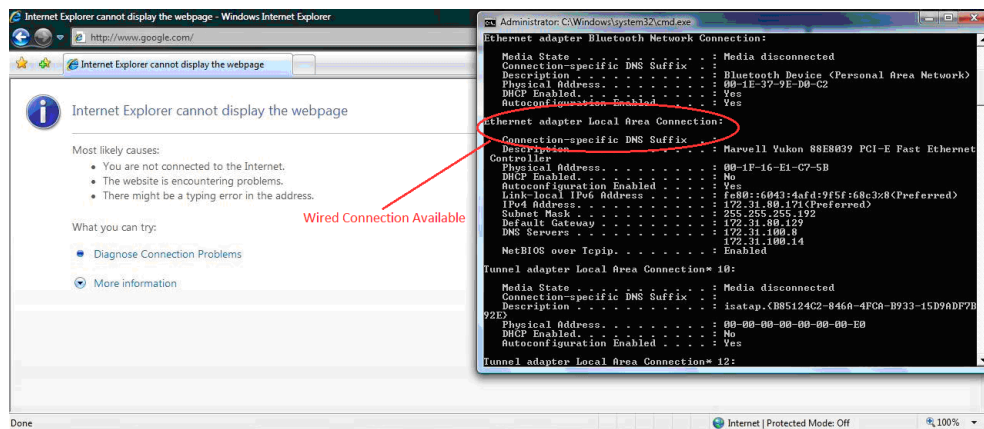 Internet Explorer cannot display the webpage - Windows Internet Explorer
http://www.google.com/
Internet Explorer cannot display the webpage
Internet Explorer cannot display the webpage
Most likely causes:
You are not connected to the Internet.
The website is encountering problems.
There might be a typing error in the address.
What you can try:
Diagnose Connection Problems
More information
Wired Connection Available
Administrator: C:\Windows\system32\cmd.exe
Ethernet adapter Bluetooth Network Connection:
Media State . . . . . . . . . . . : Media disconnected
Connection-specific DNS Suffix . :
Description . . . . . . . . . . . : Bluetooth Device (Personal Area Network)
Physical Address. . . . . . . . . : 00-1E-37-9E-D0-C2
DHCP Enabled. . . . . . . . . . . : Yes
Autoconfiguration Enabled . . . . : Yes
Ethernet adapter Local Area Connection:
Connection-specific DNS Suffix . :
Description . . . . . . . . . . . : Marvell Yukon 88E8039 PCI-E Fast Ethernet
Controller
Physical Address. . . . . . . . . : 00-1F-16-E1-C7-5B
DHCP Enabled. . . . . . . . . . . : No
Autoconfiguration Enabled . . . . : Yes
Link-local IPv6 Address . . . . . : fe80::6043:4afd:9f5f:68c3%8(Preferred)
IPv4 Address. . . . . . . . . . . : 172.31.80.171(Preferred)
Subnet Mask . . . . . . . . . . . : 255.255.255.192
Default Gateway . . . . . . . . . : 172.31.80.129
DNS Servers . . . . . . . . . . . : 172.31.100.8
172.31.100.14
NetBIOS over Tcpip. . . . . . . . : Enabled
Tunnel adapter Local Area Connection* 10:
Media State . . . . . . . . . . . : Media disconnected
Connection-specific DNS Suffix . :
Description . . . . . . . . . . . : isatap.{B85124C2-846A-4FCA-B933-15D9ADF7B
92E}
Physical Address. . . . . . . . . : 00-00-00-00-00-00-00-E0
DHCP Enabled. . . . . . . . . . . : No
Autoconfiguration Enabled . . . . : Yes
Tunnel adapter Local Area Connection* 12:
Done
Internet | Protected Mode: Off
100%